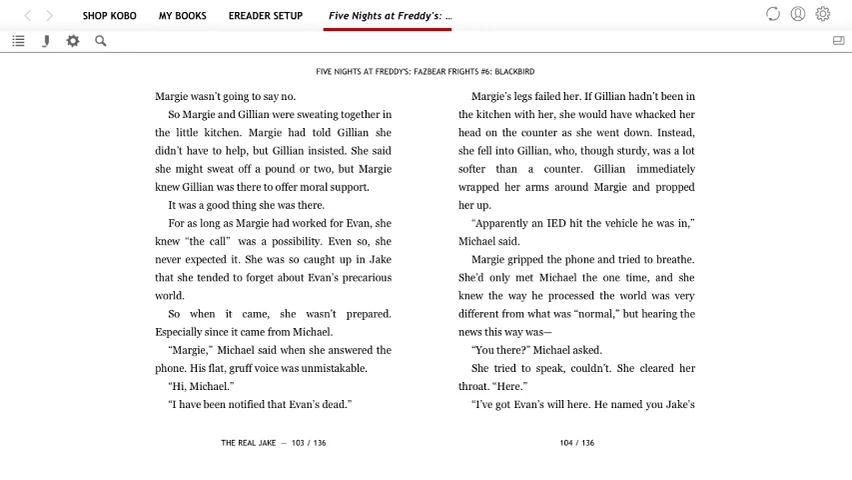 SHOP KOBO MY BOOKS EREADER SETUP Five Nights at Freddy's: ...
FIVE NIGHTS AT FREDDY'S: FAZBEAR FRIGHTS #6: BLACKBIRD
Margie wasn't going to say no.
So Margie and Gillian were sweating together in
the little kitchen. Margie had told Gillian she
didn't have to help, but Gillian insisted. She said
she might sweat off a pound or two, but Margie
knew Gillian was there to offer moral support.
It was a good thing she was there.
For as long as Margie had worked for Evan, she
knew “the call” was a possibility. Even so, she
never expected it. She was so caught up in Jake
that she tended to forget about Evan's precarious
world.
So when it came, she wasn't prepared.
Especially since it came from Michael.
“Margie,” Michael said when she answered the
phone. His flat, gruff voice was unmistakable.
“Hi, Michael.”
“I have been notified that Evan's dead.”
THE REAL JAKE — 103 / 136
Margie's legs failed her. If Gillian hadn't been in
the kitchen with her, she would have whacked her
head on the counter as she went down. Instead,
she fell into Gillian, who, though sturdy, was a lot
softer than a counter. Gillian immediately
wrapped her arms around Margie and propped
her up.
“Apparently an IED hit the vehicle he was in,”
Michael said.
Margie gripped the phone and tried to breathe.
She'd only met Michael the one time, and she
knew the way he processed the world was very
different from what was “normal,” but hearing the
news this way was—
“You there?” Michael asked.
She tried to speak, couldn't. She cleared her
throat. “Here.”
“I've got Evan's will here. He named you Jake's
104 / 136